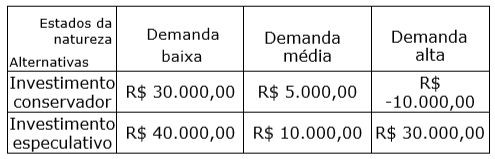 Estados da
natureza
Alternativas
Demanda
baixa
Demanda
média
Demanda
alta
Investimento
conservador
R$ 30.000,00
R$ 5.000,00
R$
-10.000,00
Investimento
especulativo
R$ 40.000,00
R$ 10.000,00
R$ 30.000,00